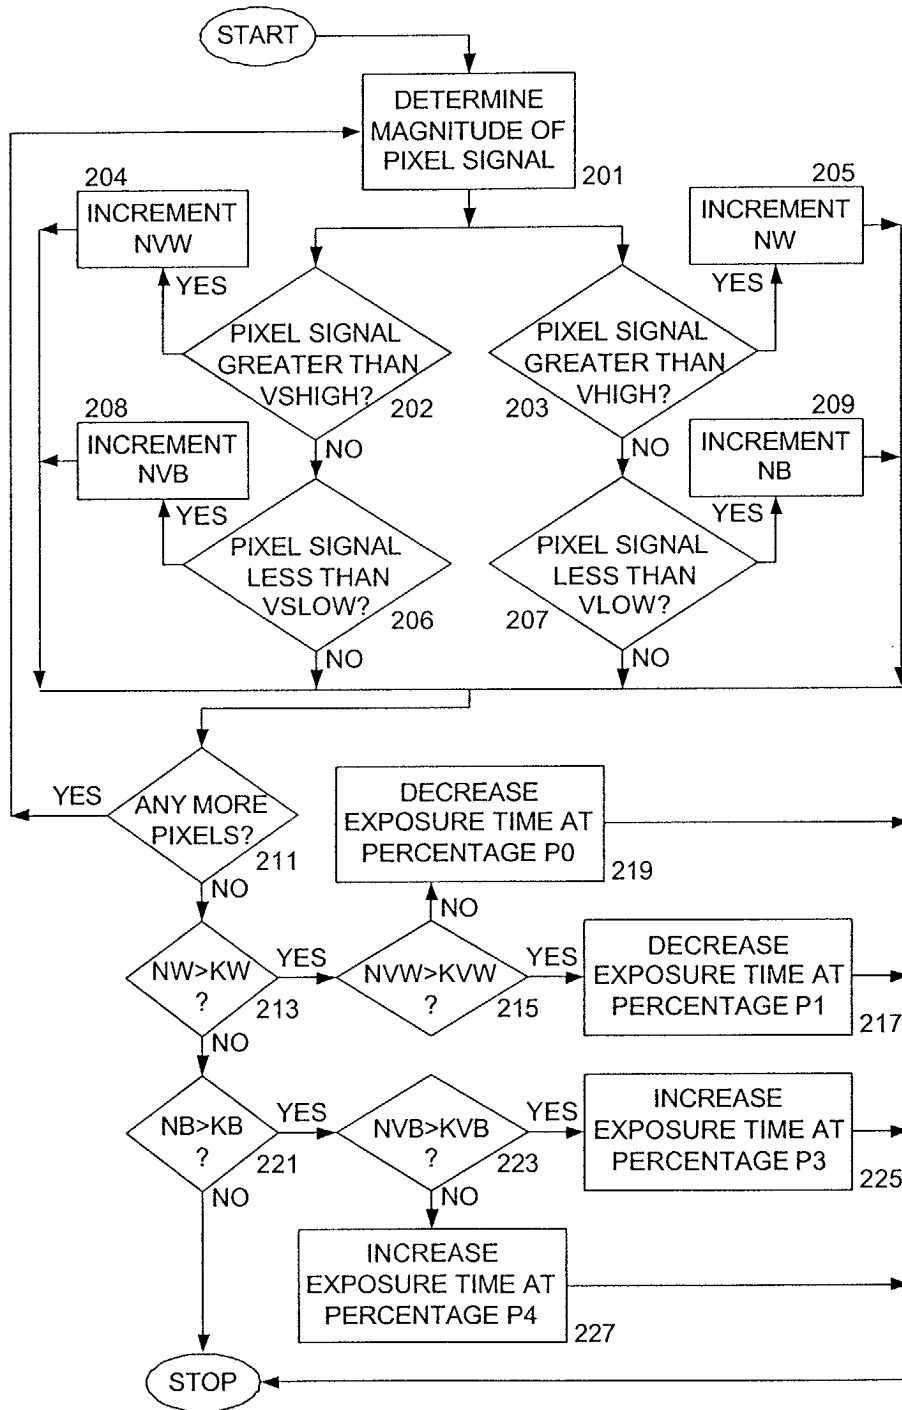 START
DETERMINE
MAGNITUDE OF
PIXEL SIGNAL
201
204
INCREMENT
NVW
YES
205
INCREMENT
NW
YES
PIXEL SIGNAL
GREATER THAN
VSHIGH?
202
NO
PIXEL SIGNAL
GREATER THAN
VHIGH?
203
NO
208
INCREMENT
NVB
YES
209
INCREMENT
NB
YES
PIXEL SIGNAL
LESS THAN
VSLOW?
206
NO
PIXEL SIGNAL
LESS THAN
VLOW?
207
NO
YES
ANY MORE
PIXELS?
211
NO
DECREASE
EXPOSURE TIME AT
PERCENTAGE P0
219
NO
NW>KW
?
213
YES
NO
NVW>KVW
?
215
YES
DECREASE
EXPOSURE TIME AT
PERCENTAGE P1
217
NB>KB
?
221
YES
NO
NVB>KVB
?
223
YES
NO
INCREASE
EXPOSURE TIME AT
PERCENTAGE P3
225
INCREASE
EXPOSURE TIME AT
PERCENTAGE P4
227
STOP